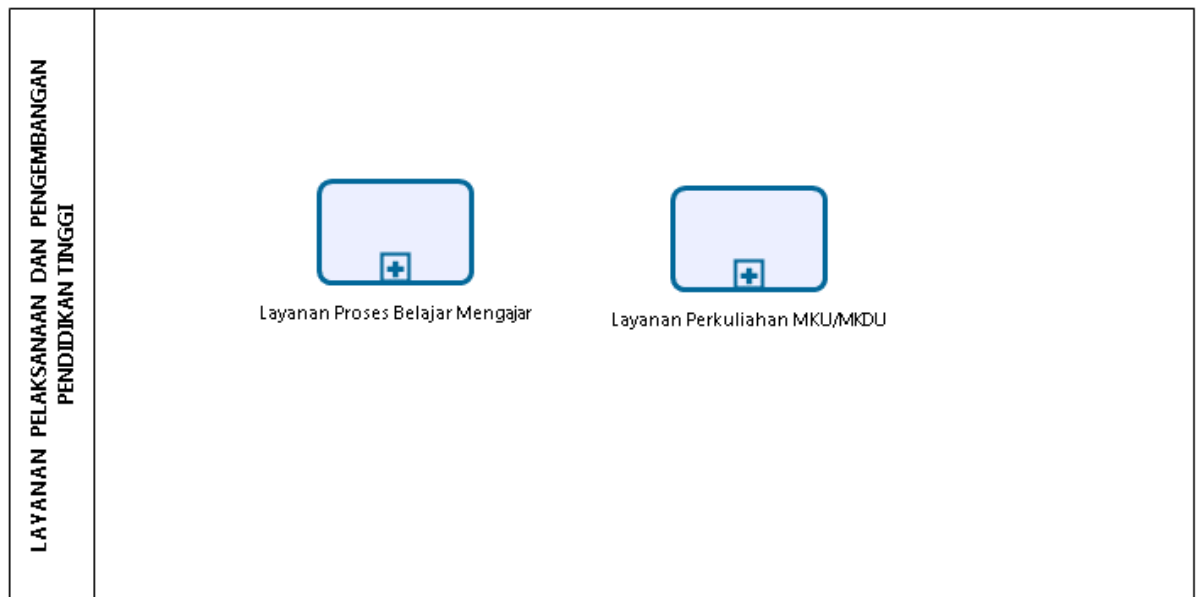 LAYANAN PELAKSANAAN DAN PENGEMBANGAN
PENDIDIKAN TINGGI
Layanan Proses Belajar Mengajar
Layanan Perkuliahan MKU/MKDU